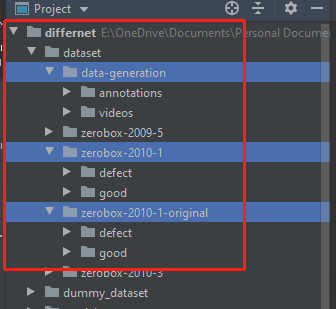 Project
differnet E:\OneDrive\Documents\Personal Documen
dataset
data-generation
annotations
videos
zerobox-2009-5
zerobox-2010-1
defect
good
zerobox-2010-1-original
defect
good
zerobox-2010-3
dummy_dataset